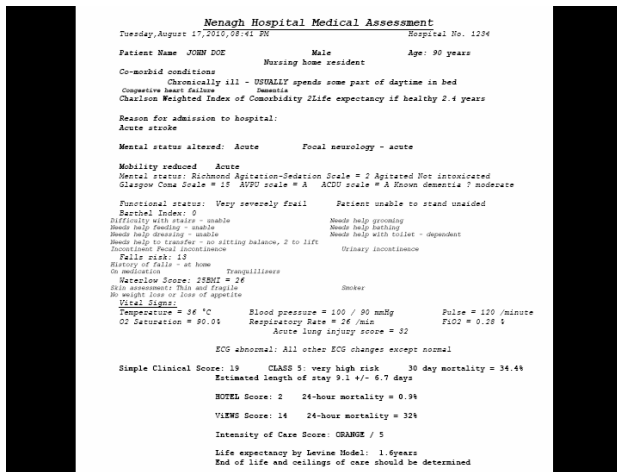 Nenagh Hospital Medical Assessment
Tuesday,August 17,2010,08:41 PM Hospital No. 1234
Patient Name JOHN DOE Male Age: 90 years
Nursing home resident
Co-morbid conditions
Chronically ill - USUALLY spends some part of daytime in bed
Congestive heart failure Dementia
Charlson Weighted Index of Comorbidity 2Life expectancy if healthy 2.4 years
Reason for admission to hospital:
Acute stroke
Mental status altered: Acute Focal neurology - acute
Mobility reduced Acute
Mental status: Richmond Agitation-Sedation Scale = 2 Agitated Not intoxicated
Glasgow Coma Scale = 15 AVPU scale = A ACDU scale = A Known dementia ? moderate
Functional status: Very severely frail Patient unable to stand unaided
Barthel Index: 0
Difficulty with stairs - unable Needs help grooming
Needs help feeding - unable Needs help bathing
Needs help dressing - unable Needs help with toilet - dependent
Needs help to transfer - no sitting balance, 2 to lift
Incontinent Fecal incontinence Urinary incontinence
Falls risk: 13
History of falls - at home
On medication Tranquillisers
Waterlow Score: 25BMI = 26
Skin assessment: Thin and fragile Smoker
No weight loss or loss of appetite
Vital Signs:
Temperature = 36 °C Blood pressure = 100 / 90 mmHg Pulse = 120 /minute
O2 Saturation = 90.0% Respiratory Rate = 26 /min FiO2 = 0.28 %
Acute lung injury score = 32
ECG abnormal: All other ECG changes except normal
Simple Clinical Score: 19 CLASS 5: very high risk 30 day mortality = 34.4%
Estimated length of stay 9.1 +/- 6.7 days
HOTEL Score: 2 24-hour mortality = 0.9%
ViEWS Score: 14 24-hour mortality = 32%
Intensity of Care Score: ORANGE / 5
Life expectancy by Levine Model: 1.6years
End of life and ceilings of care should be determined